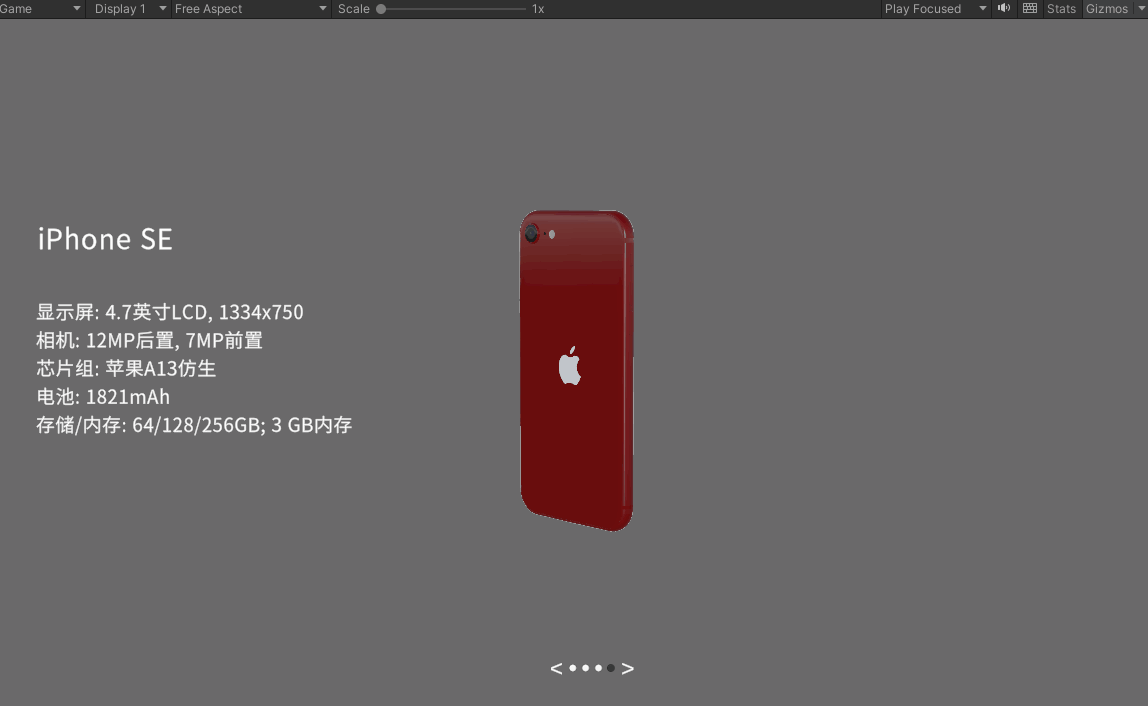 Game Display 1 Free Aspect Scale 1x Play Focused Stats Gizmos
iPhone SE
显示屏: 4.7英寸LCD, 1334x750
相机: 12MP后置, 7MP前置
芯片组: 苹果A13仿生
电池: 1821mAh
存储/内存: 64/128/256GB; 3 GB内存
< >